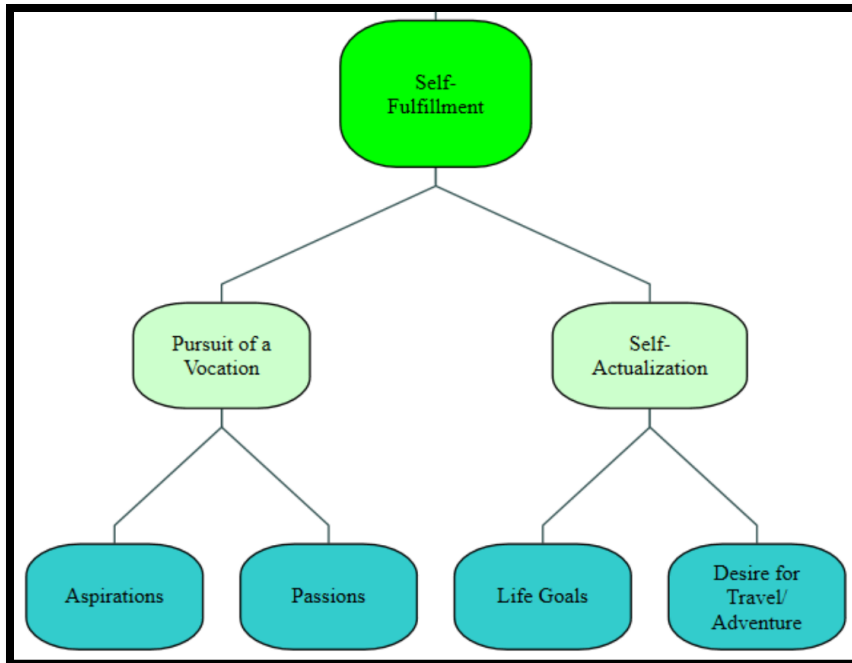 Self-
Fulfillment
Pursuit of a
Vocation
Self-
Actualization
Aspirations
Passions
Life Goals
Desire for
Travel/
Adventure